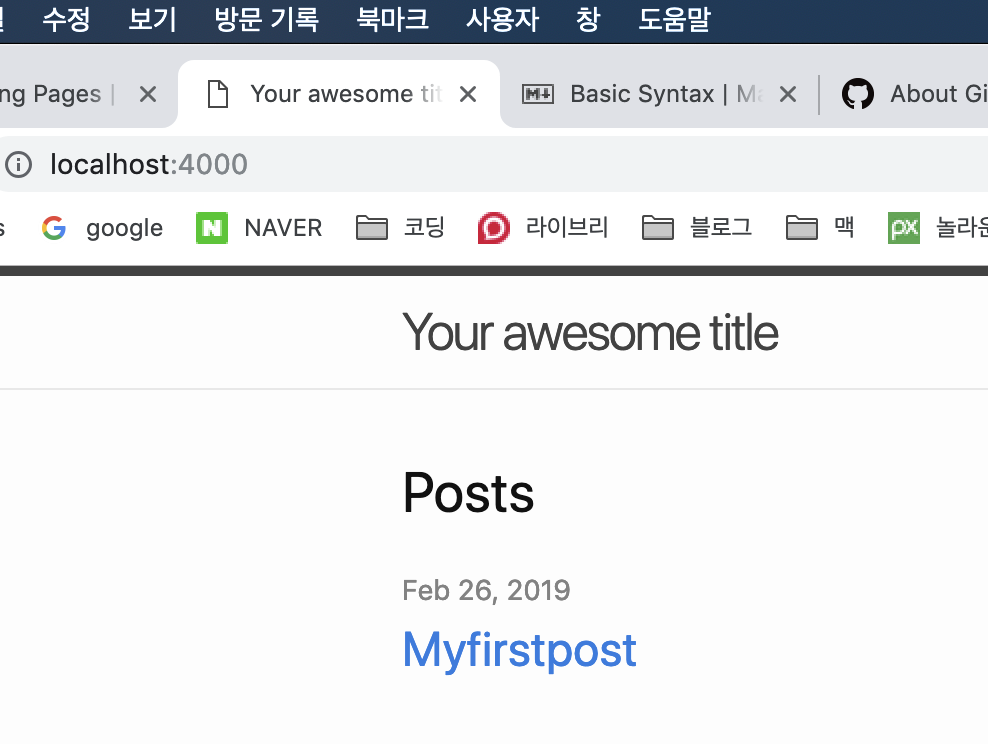 수정 보기 방문 기록 북마크 사용자 창 도움말
ng Pages | Your awesome tit Basic Syntax | Ma About Gi
localhost:4000
s google NAVER 코딩 라이브리 블로그 맥 px 놀라운
Your awesome title
Posts
Feb 26, 2019
Myfirstpost